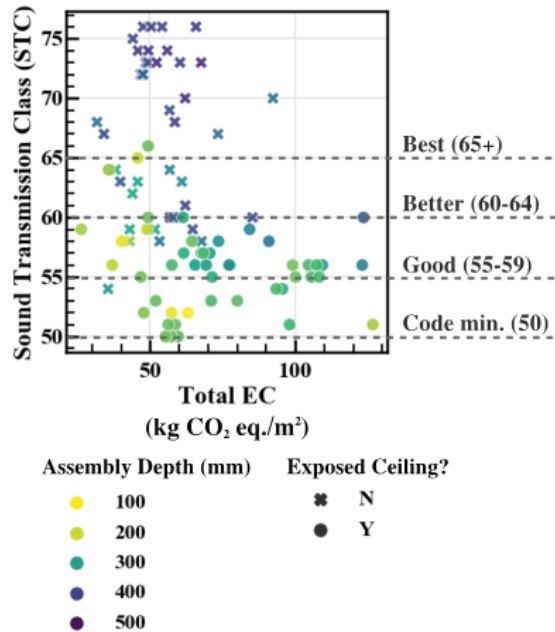 Sound Transmission Class (STC)
75
70
65
60
55
50
Best (65+)
Better (60-64)
Good (55-59)
Code min. (50)
50 100
Total EC
(kg CO₂ eq./m²)
Assembly Depth (mm) Exposed Ceiling?
100 N
200 Y
300
400
500